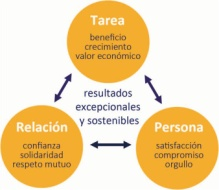 Tarea
beneficio
crecimiento
valor económico
resultados
excepcionales
y sostenibles
Relación
confianza
solidaridad
respeto mutuo
Persona
satisfacción
compromiso
orgullo